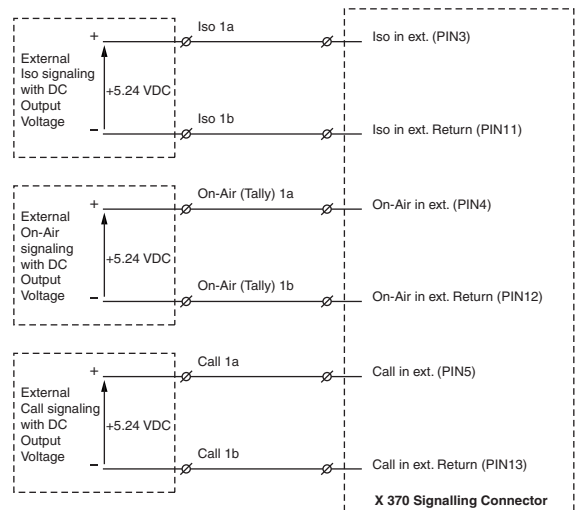 External
Iso signaling
with DC
Output
Voltage
+
+5.24 VDC
–
Iso 1a
Iso in ext. (PIN3)
Iso 1b
Iso in ext. Return (PIN11)
External
On-Air
signaling
with DC
Output
Voltage
+
+5.24 VDC
–
On-Air (Tally) 1a
On-Air in ext. (PIN4)
On-Air (Tally) 1b
On-Air in ext. Return (PIN12)
External
Call signaling
with DC
Output
Voltage
+
+5.24 VDC
–
Call 1a
Call in ext. (PIN5)
Call 1b
Call in ext. Return (PIN13)
X 370 Signalling Connector